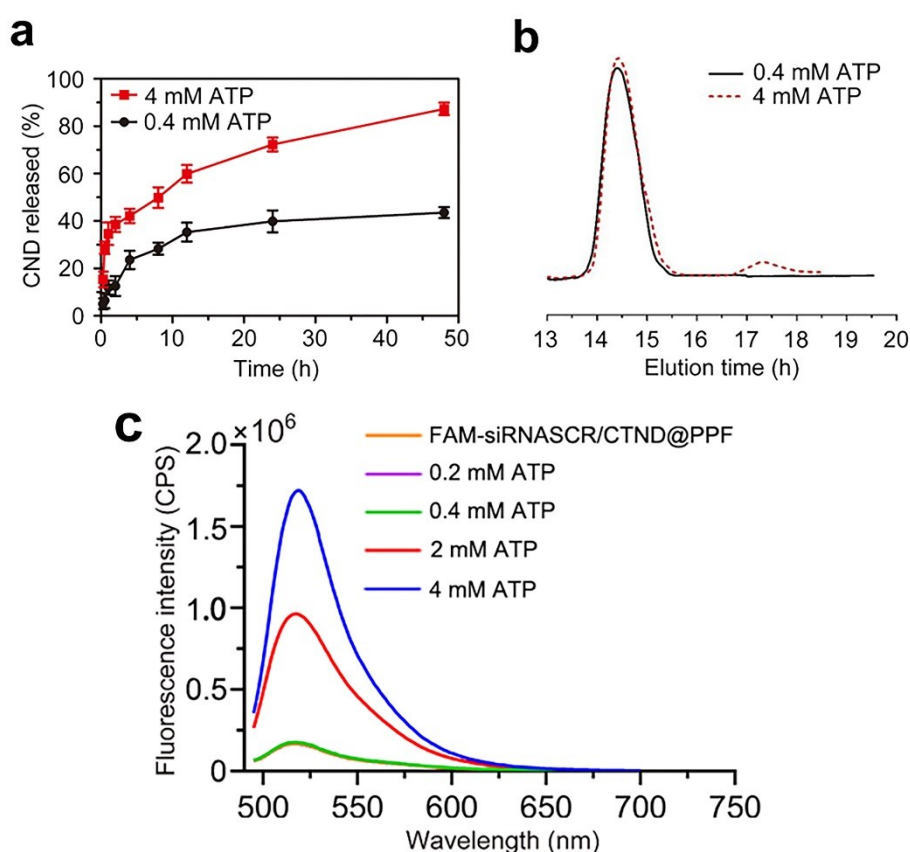 a
CND released (%)
100
80
60
40
20
0
4 mM ATP
0.4 mM ATP
0 10 20 30 40 50
Time (h)
b
0.4 mM ATP
4 mM ATP
13 14 15 16 17 18 19 20
Elution time (h)
c
Fluorescence intensity (CPS)
×10⁶
2.0
1.5
1.0
0.5
0
FAM-siRNASCR/CTND@PPF
0.2 mM ATP
0.4 mM ATP
2 mM ATP
4 mM ATP
500 550 600 650 700 750
Wavelength (nm)